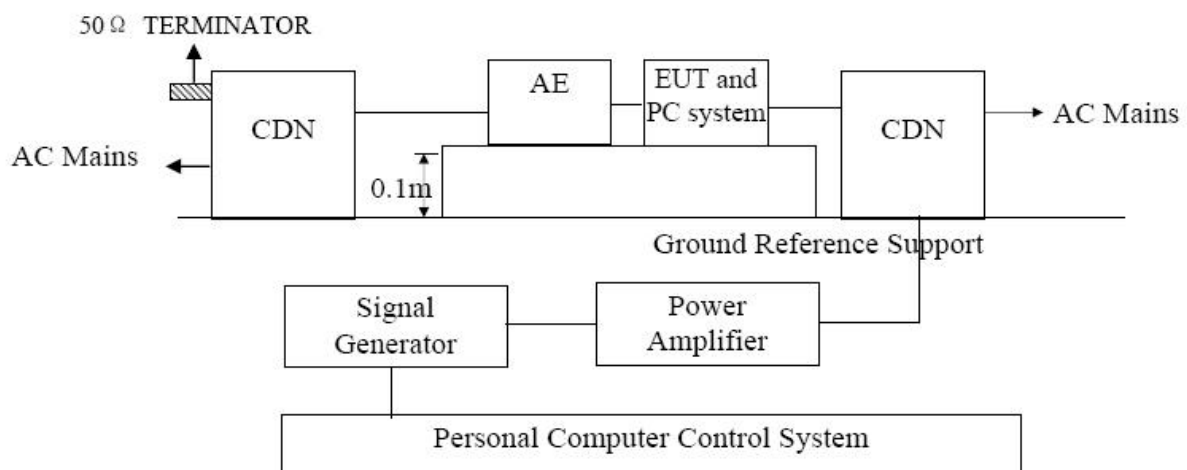 50Ω TERMINATOR
AE
EUT and
PC system
CDN
CDN
AC Mains
AC Mains
0.1m
Ground Reference Support
Signal
Generator
Power
Amplifier
Personal Computer Control System